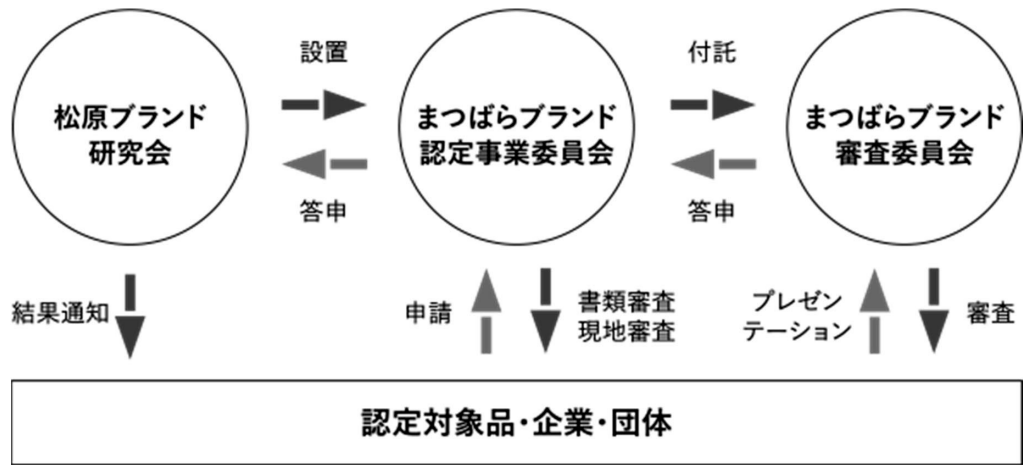 設置
付託
松原ブランド
研究会
まつばらブランド
認定事業委員会
まつばらブランド
審査委員会
答申
答申
結果通知
申請
書類審査
現地審査
プレゼン
テーション
審査
認定対象品・企業・団体